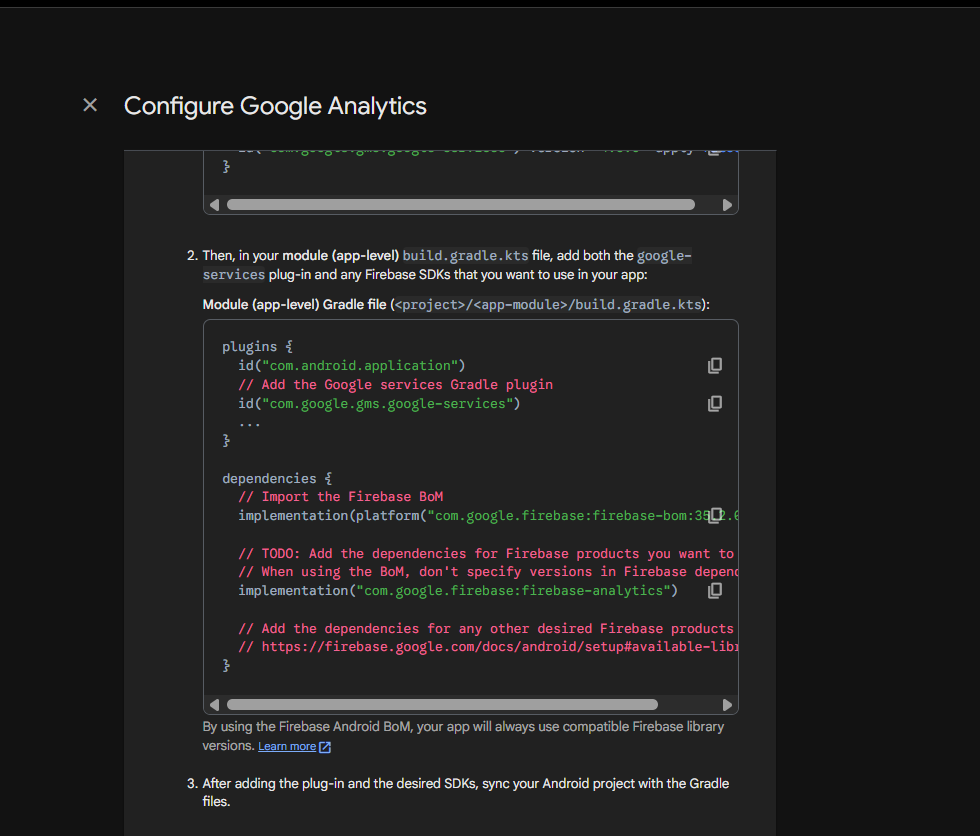 Configure Google Analytics
}
2. Then, in your module (app-level) build.gradle.kts file, add both the google-
services plug-in and any Firebase SDKs that you want to use in your app:
Module (app-level) Gradle file (<project>/<app-module>/build.gradle.kts):
plugins {
id("com.android.application")
// Add the Google services Gradle plugin
id("com.google.gms.google-services")
...
}
dependencies {
// Import the Firebase BoM
implementation(platform("com.google.firebase:firebase-bom:
// TODO: Add the dependencies for Firebase products you want to
// When using the BoM, don't specify versions in Firebase
implementation("com.google.firebase:firebase-analytics")
// Add the dependencies for any other desired Firebase products
// https://firebase.google.com/docs/android/setup#available-
}
By using the Firebase Android BoM, your app will always use compatible Firebase library
versions. Learn more
3. After adding the plug-in and the desired SDKs, sync your Android project with the Gradle
files.